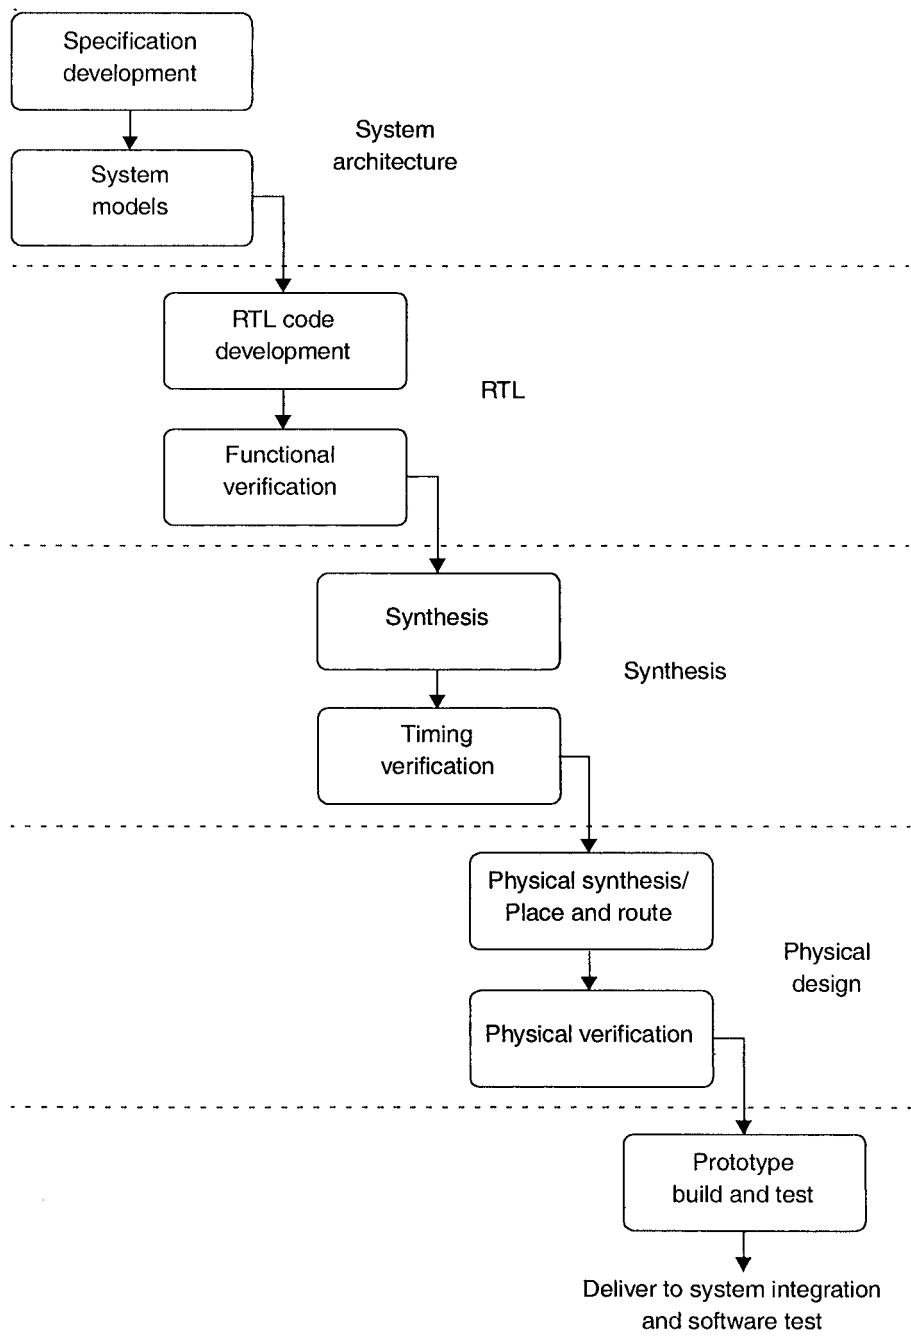 Specification
development
System
architecture
System
models
RTL code
development
RTL
Functional
verification
Synthesis
Synthesis
Timing
verification
Physical synthesis/
Place and route
Physical
design
Physical verification
Prototype
build and test
Deliver to system integration
and software test